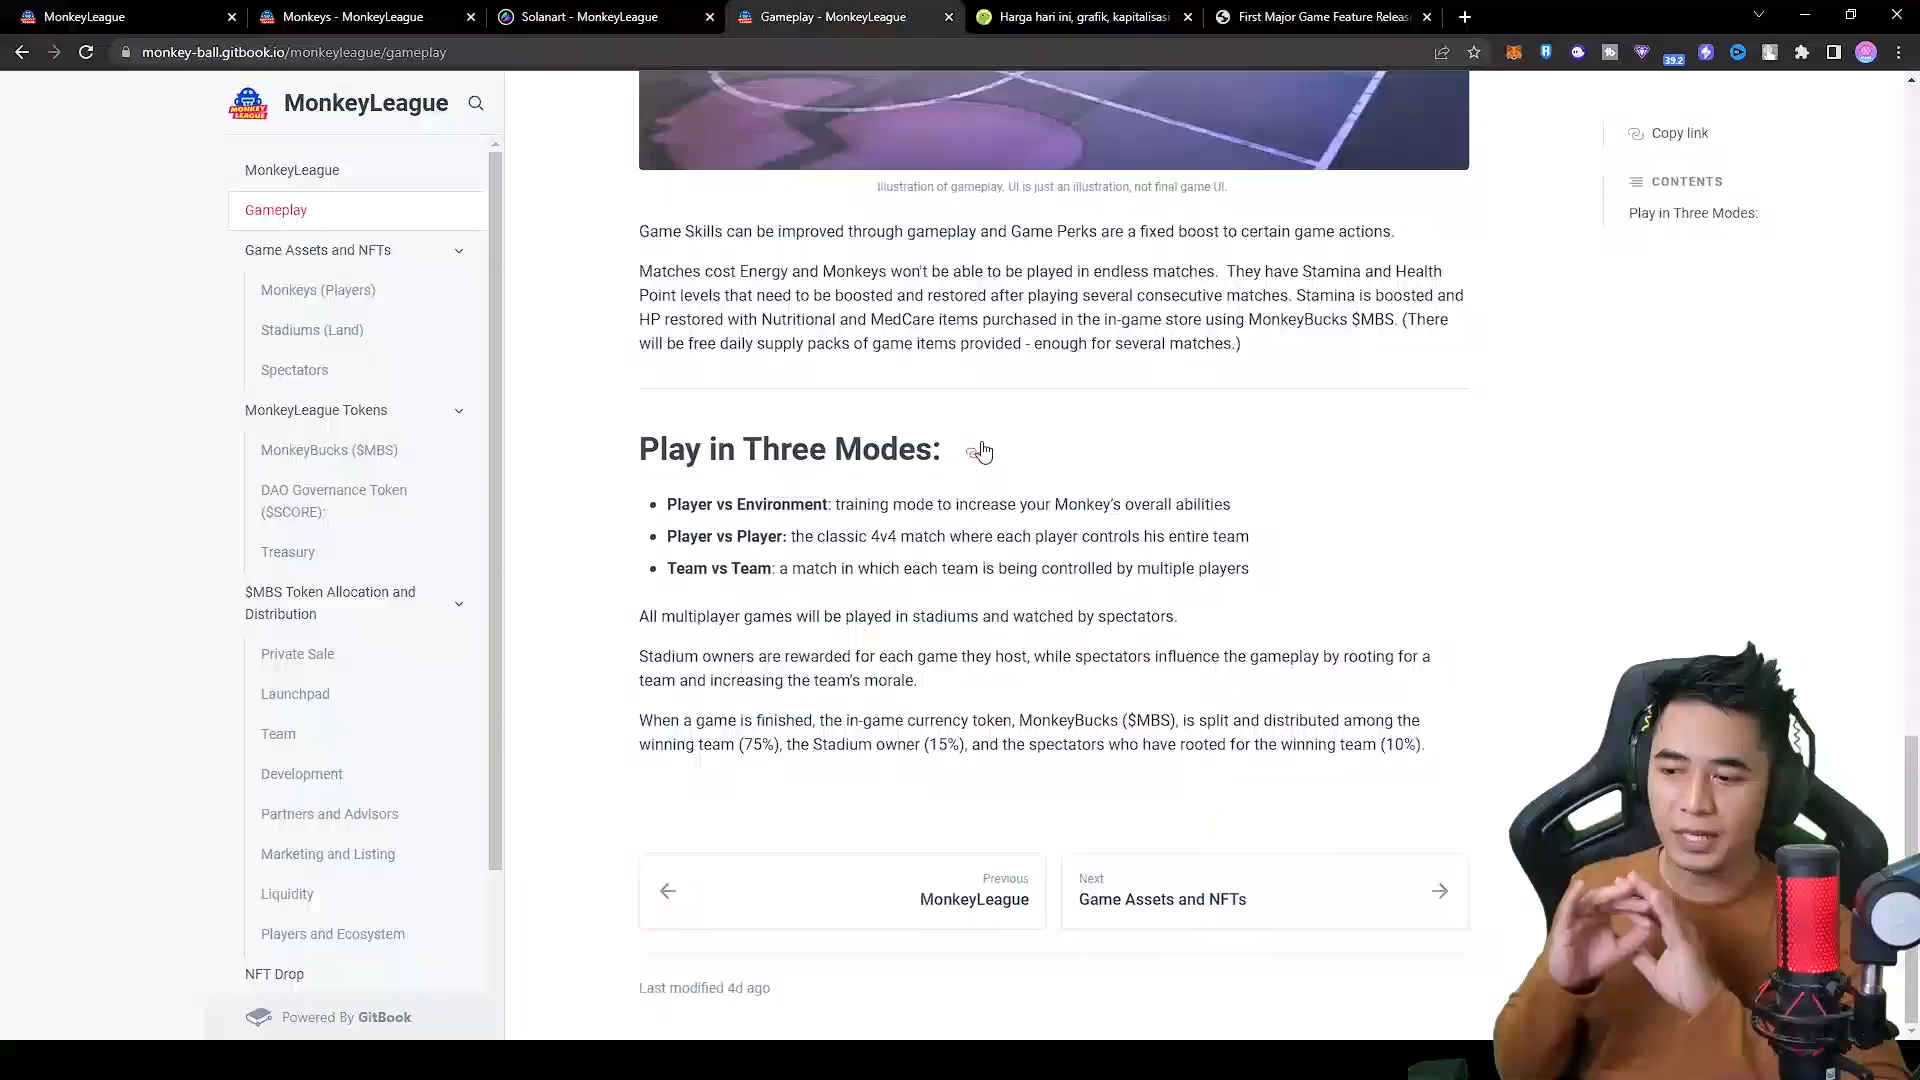 MonkeyLeague
Monkeys - MonkeyLeague
Solanart - MonkeyLeague
Gameplay - MonkeyLeague
Harga hari ini, grafik, kapitalisasi
First Major Game Feature Releas
monkey-ball.gitbook.io/monkeyleague/gameplay
39.2
MONKEY
LEAGUE
MonkeyLeague
MonkeyLeague
Gameplay
Game Assets and NFTs
Monkeys (Players)
Stadiums (Land)
Spectators
MonkeyLeague Tokens
MonkeyBucks ($MBS)
DAO Governance Token
($SCORE);
Treasury
$MBS Token Allocation and
Distribution
Private Sale
Launchpad
Team
Development
Partners and Advisors
Marketing and Listing
Liquidity
Players and Ecosystem
NFT Drop
Powered By GitBook
Illustration of gameplay. UI is just an illustration, not final game UI.
Game Skills can be improved through gameplay and Game Perks are a fixed boost to certain game actions.
Matches cost Energy and Monkeys won't be able to be played in endless matches. They have Stamina and Health
Point levels that need to be boosted and restored after playing several consecutive matches. Stamina is boosted and
HP restored with Nutritional and MedCare items purchased in the in-game store using MonkeyBucks $MBS. (There
will be free daily supply packs of game items provided - enough for several matches.)
Play in Three Modes:
Player vs Environment: training mode to increase your Monkey's overall abilities
Player vs Player: the classic 4v4 match where each player controls his entire team
Team vs Team: a match in which each team is being controlled by multiple players
All multiplayer games will be played in stadiums and watched by spectators.
Stadium owners are rewarded for each game they host, while spectators influence the gameplay by rooting for a
team and increasing the team's morale.
When a game is finished, the in-game currency token, MonkeyBucks ($MBS), is split and distributed among the
winning team (75%), the Stadium owner (15%), and the spectators who have rooted for the winning team (10%).
Previous
MonkeyLeague
Next
Game Assets and NFTs
Last modified 4d ago
Copy link
CONTENTS
Play in Three Modes: